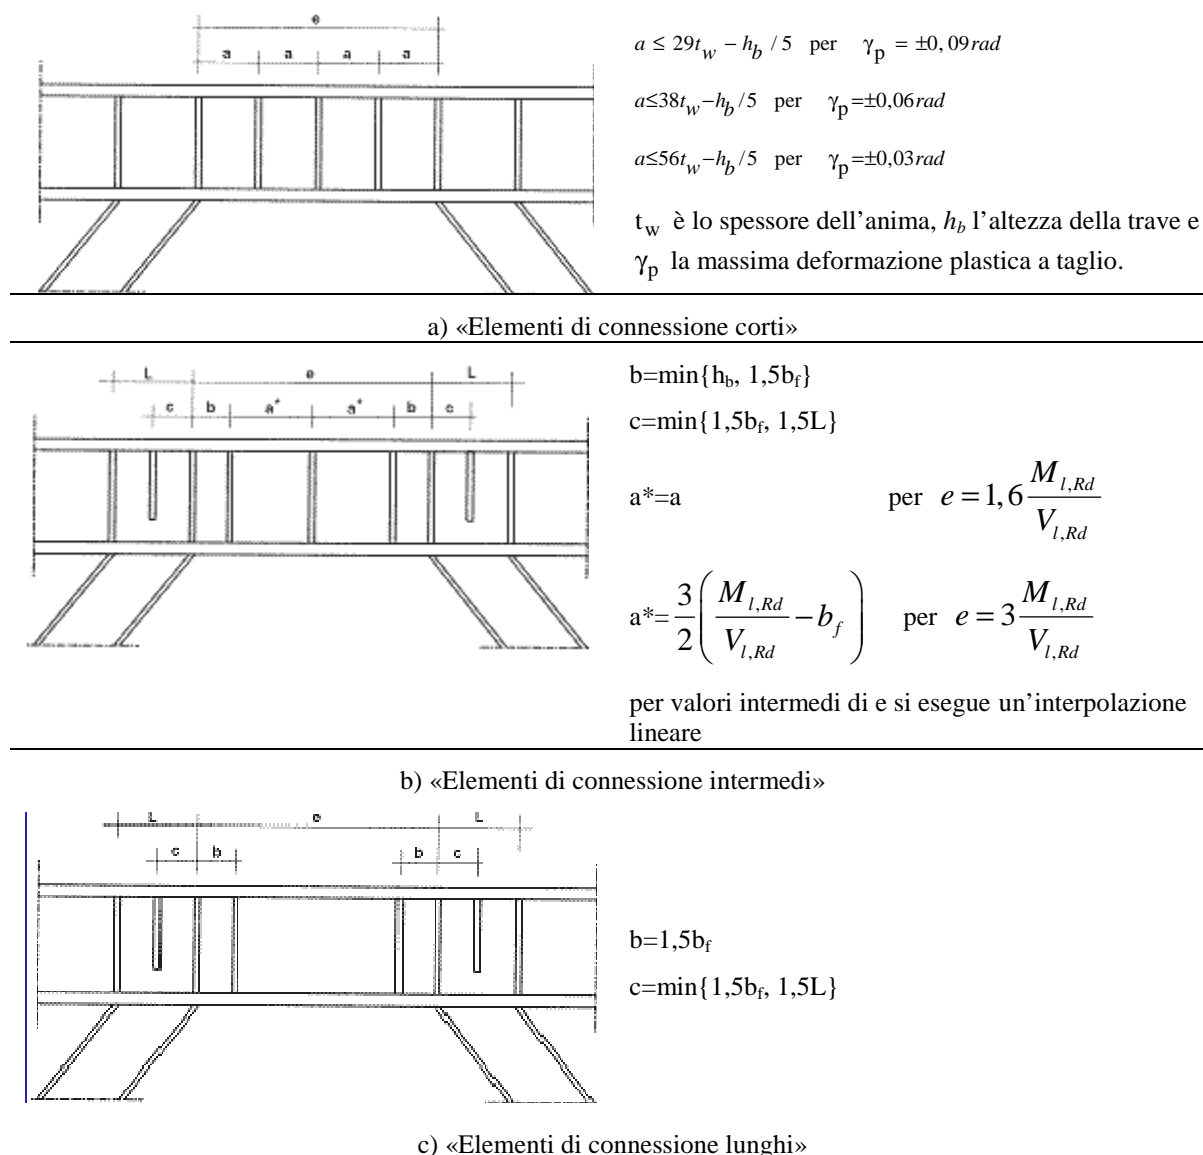 e
a a a a
a ≤ 29t_w − h_b / 5 per γ_p = ±0,09rad
a≤38t_w−h_b/5 per γ_p=±0,06rad
a≤56t_w−h_b/5 per γ_p=±0,03rad
t_w è lo spessore dell’anima, h_b l’altezza della trave e
γ_p la massima deformazione plastica a taglio.
a) «Elementi di connessione corti»
L e L
c b a* a* b c
b=min{h_b, 1,5b_f}
c=min{1,5b_f, 1,5L}
a*=a per e = 1,6 M_l,Rd / V_l,Rd
a*= 3/2 ( M_l,Rd / V_l,Rd − b_f ) per e = 3 M_l,Rd / V_l,Rd
per valori intermedi di e si esegue un’interpolazione
lineare
b) «Elementi di connessione intermedi»
L e L
c b b c
b=1,5b_f
c=min{1,5b_f, 1,5L}
c) «Elementi di connessione lunghi»